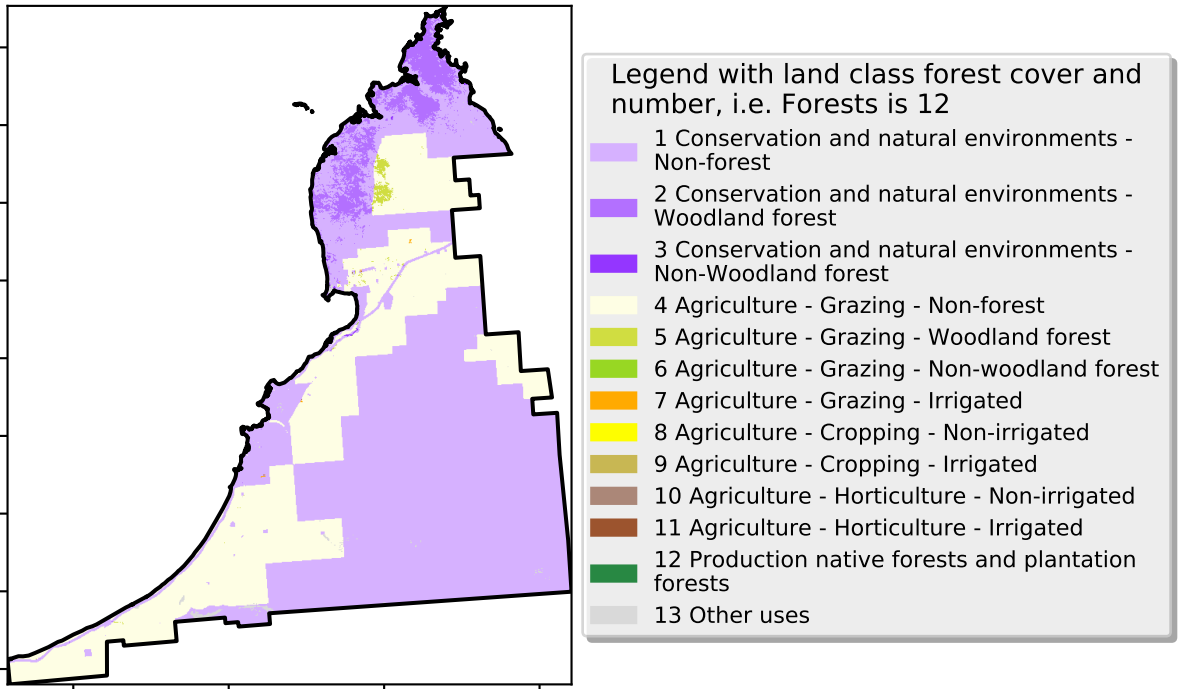 Legend with land class forest cover and
number, i.e. Forests is 12
1 Conservation and natural environments -
Non-forest
2 Conservation and natural environments -
Woodland forest
3 Conservation and natural environments -
Non-Woodland forest
4 Agriculture - Grazing - Non-forest
5 Agriculture - Grazing - Woodland forest
6 Agriculture - Grazing - Non-woodland forest
7 Agriculture - Grazing - Irrigated
8 Agriculture - Cropping - Non-irrigated
9 Agriculture - Cropping - Irrigated
10 Agriculture - Horticulture - Non-irrigated
11 Agriculture - Horticulture - Irrigated
12 Production native forests and plantation
forests
13 Other uses